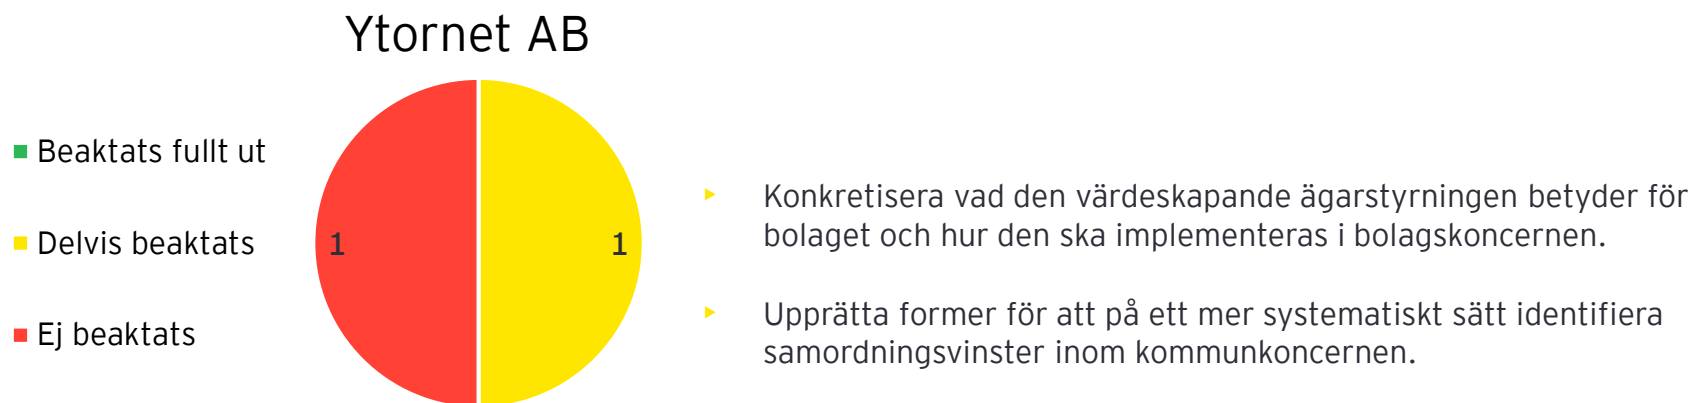 Ytornet AB
Beaktats fullt ut
Delvis beaktats
Ej beaktats
1
1
Konkretisera vad den värdeskapande ägarstyrningen betyder för
bolaget och hur den ska implementeras i bolagskoncernen.
Upprätta former för att på ett mer systematiskt sätt identifiera
samordningsvinster inom kommunkoncernen.